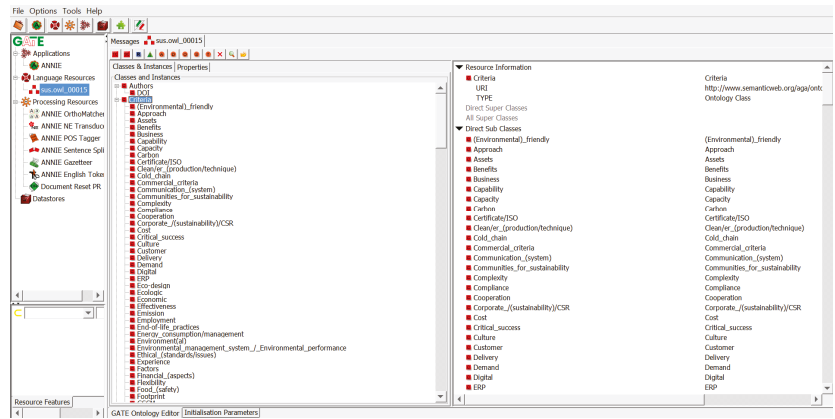 File Options Tools Help
GATE
Applications
ANNIE
Language Resources
sus.owl_00015
Processing Resources
ANNIE OrthoMatcher
ANNIE NE Transduc
ANNIE POS Tagger
ANNIE Sentence Spli
ANNIE Gazetteer
ANNIE English Toke
Document Reset PR
Datastores
Resource Features
Messages sus.owl_00015
Classes & Instances Properties
Classes and Instances
Authors
DOI
Criteria
(Environmental)_friendly
Approach
Assets
Benefits
Business
Capability
Capacity
Carbon
Certificate/ISO
Clean/er_(production/technique)
Cold_chain
Commercial_criteria
Communication_(system)
Communities_for_sustainability
Complexity
Compliance
Cooperation
Corporate_/(sustainability)/CSR
Cost
Critical_success
Culture
Customer
Delivery
Demand
Digital
ERP
Eco-design
Ecologic
Economic
Effectiveness
Emission
Employment
End-of-life_practices
Energy_consumption/management
Environment(al)
Environmental_management_system_/_Environmental_performance
Ethical_(standards/issues)
Experience
Factors
Financial_(aspects)
Flexibility
Food_(safety)
Footprint
GATE Ontology Editor Initialisation Parameters
Resource Information
Criteria Criteria
URI http://www.semanticweb.org/aga/onto
TYPE Ontology Class
Direct Super Classes
All Super Classes
Direct Sub Classes
(Environmental)_friendly (Environmental)_friendly
Approach Approach
Assets Assets
Benefits Benefits
Business Business
Capability Capability
Capacity Capacity
Carbon Carbon
Certificate/ISO Certificate/ISO
Clean/er_(production/technique) Clean/er_(production/technique)
Cold_chain Cold_chain
Commercial_criteria Commercial_criteria
Communication_(system) Communication_(system)
Communities_for_sustainability Communities_for_sustainability
Complexity Complexity
Compliance Compliance
Cooperation Cooperation
Corporate_/(sustainability)/CSR Corporate_/(sustainability)/CSR
Cost Cost
Critical_success Critical_success
Culture Culture
Customer Customer
Delivery Delivery
Demand Demand
Digital Digital
ERP ERP